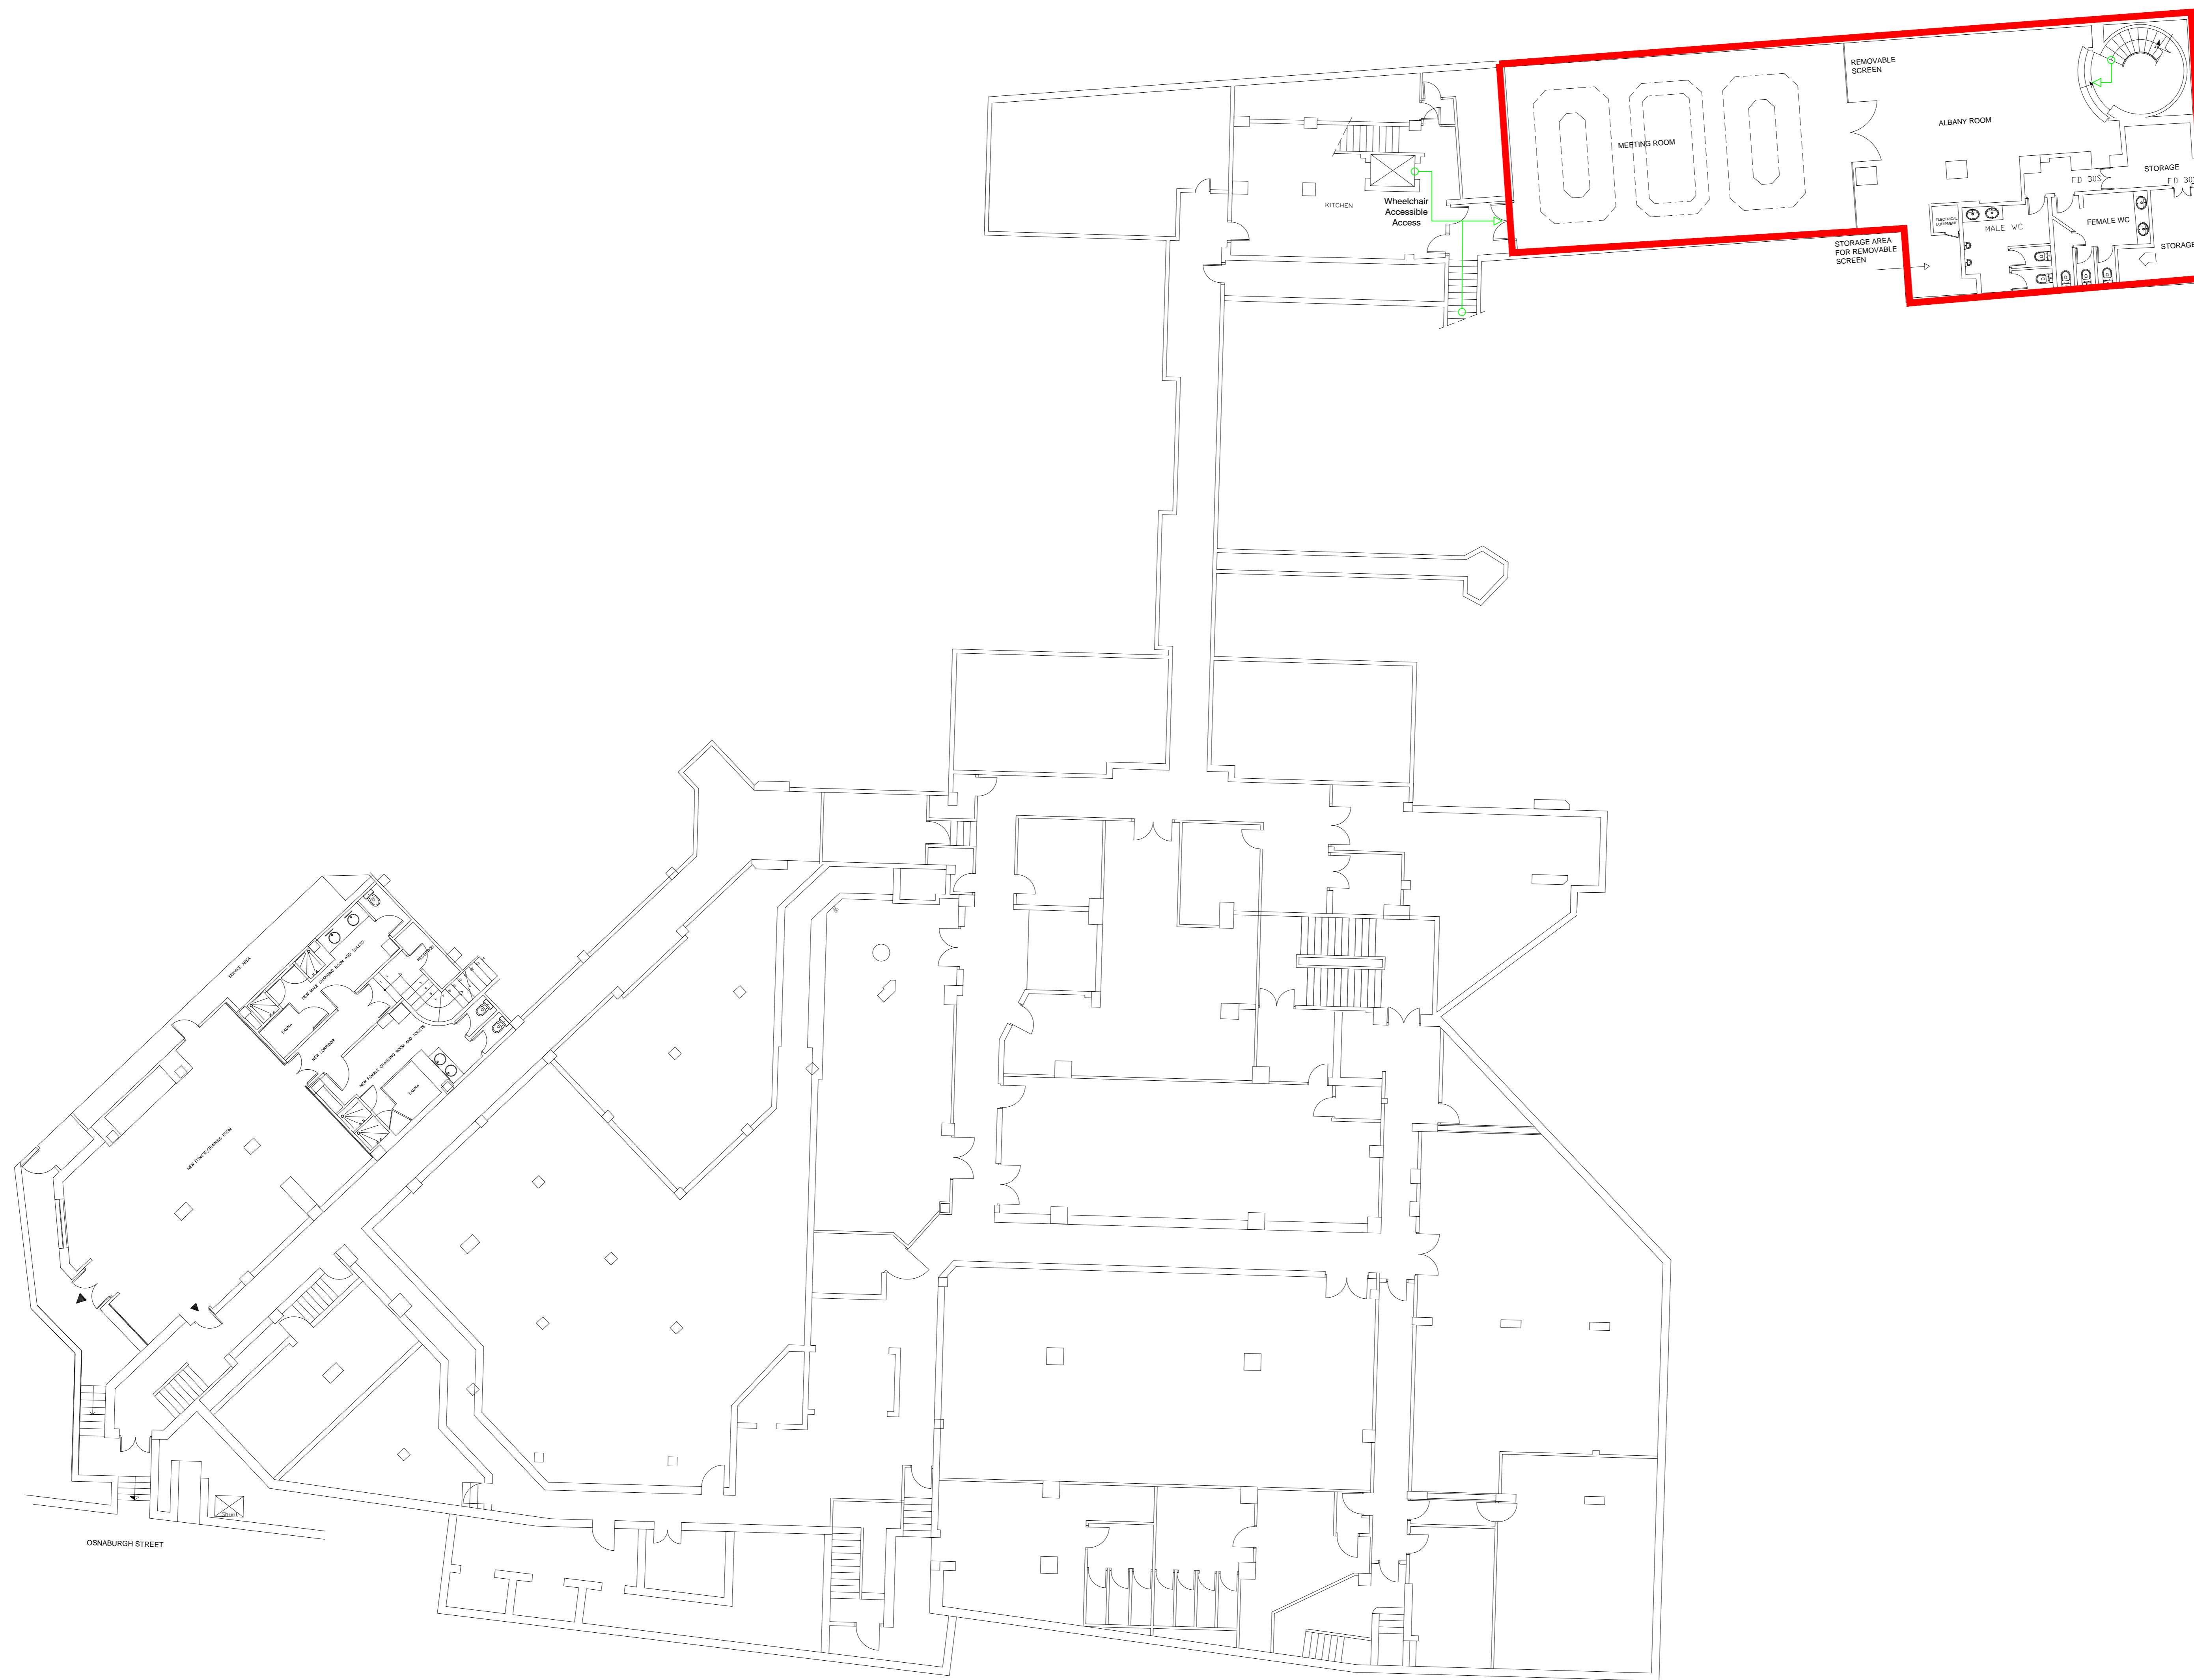 REMOVABLE
SCREEN
ALBANY ROOM
MEETING ROOM
STORAGE
FD 30S
FD 30
KITCHEN
Wheelchair
Accessible
Access
ELECTRICAL
EQUIPMENT
MALE WC
FEMALE WC
STORAGE
STORAGE AREA
FOR REMOVABLE
SCREEN
SERVICE AREA
NEW MALE CHANGING ROOM AND TOILETS
RECEPTION
SAUNA
NEW CORRIDOR
NEW FEMALE CHANGING ROOM AND TOILETS
SAUNA
NEW FITNESS/TRAINING ROOM
Shunt
OSNABURGH STREET